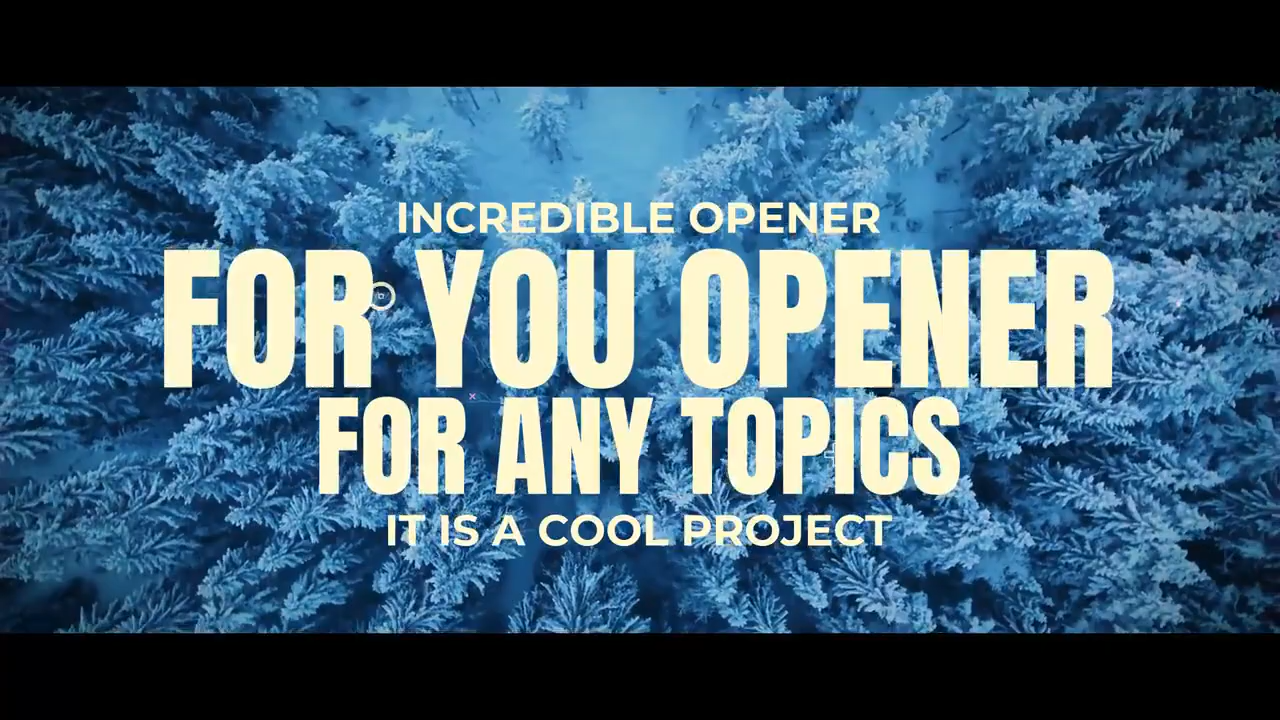 INCREDIBLE OPENER
FOR YOU OPENER
FOR ANY TOPICS
IT IS A COOL PROJECT